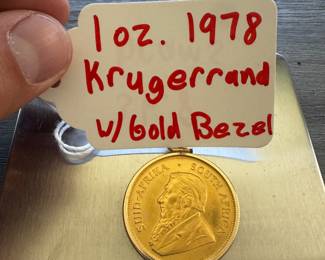 1oz. 1978
Krugerrand
w/Gold Bezel
SUID-AFRIKA · SOUTH AFRICA